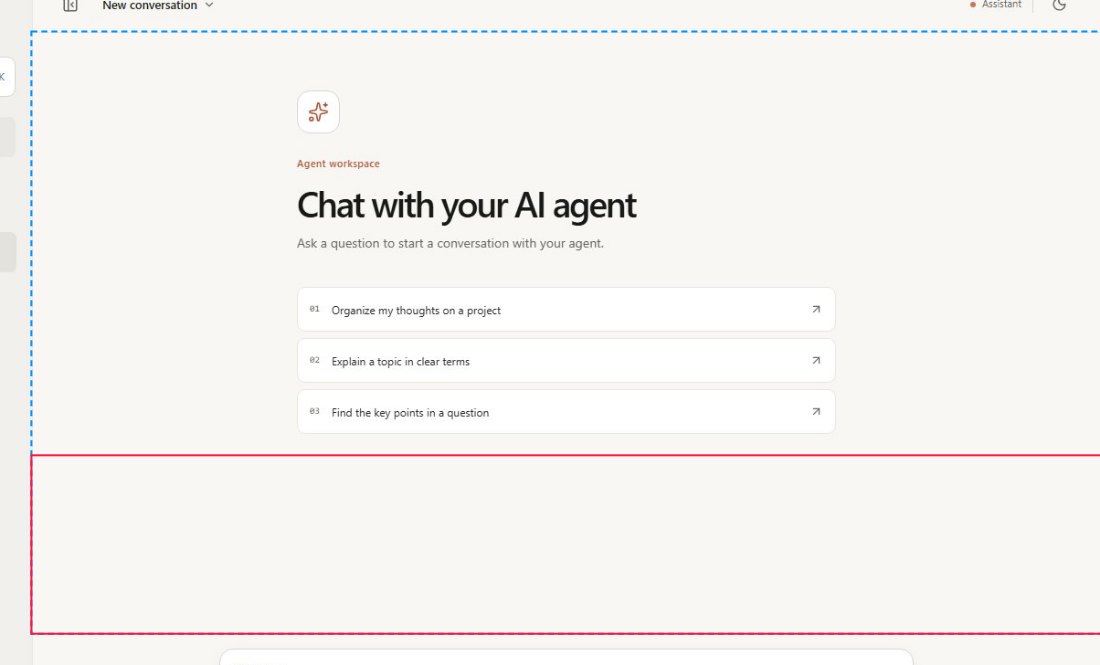 New conversation
Assistant
K
Agent workspace
Chat with your AI agent
Ask a question to start a conversation with your agent.
01 Organize my thoughts on a project
02 Explain a topic in clear terms
03 Find the key points in a question